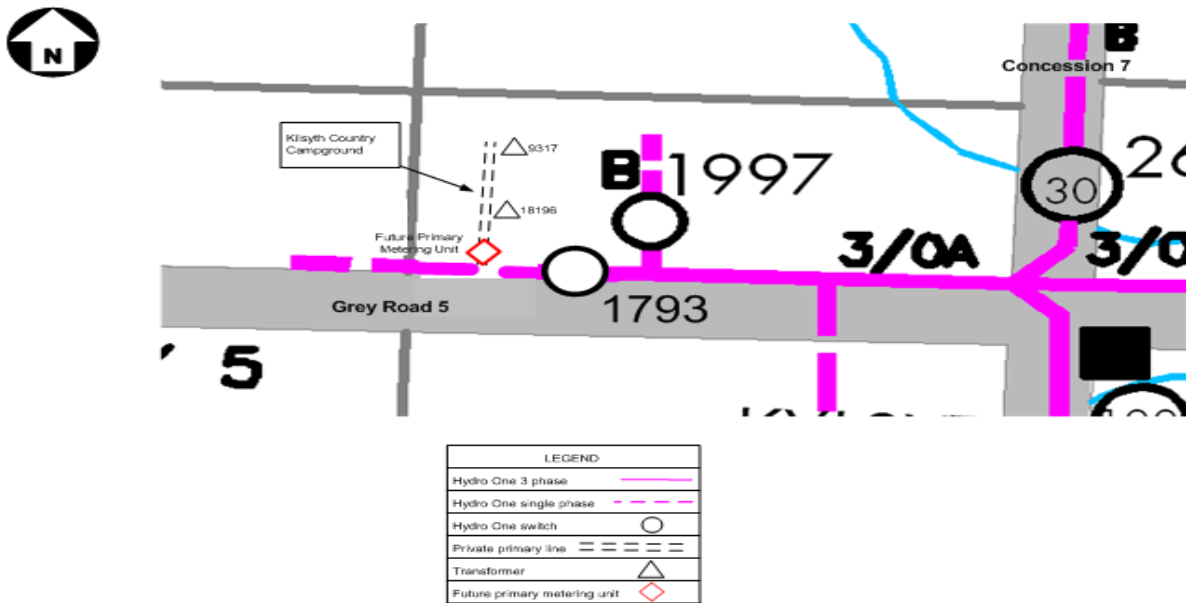 N
B
Concession 7
Kilsyth Country
Campground
9317
B
1997
26
30
18196
Future Primary
Metering Unit
3/0A
3/0
Grey Road 5
1793
5
LEGEND
Hydro One 3 phase
Hydro One single phase
Hydro One switch
Private primary line
Transformer
Future primary metering unit